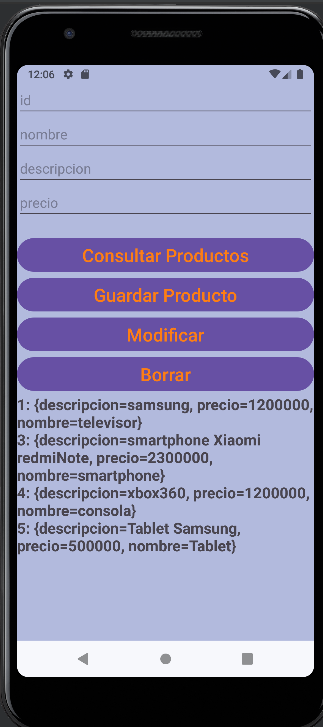 12:06
id
nombre
descripcion
precio
Consultar Productos
Guardar Producto
Modificar
Borrar
1: {descripcion=samsung, precio=1200000,
nombre=televisor}
3: {descripcion=smartphone Xiaomi
redmiNote, precio=2300000,
nombre=smartphone}
4: {descripcion=xbox360, precio=1200000,
nombre=consola}
5: {descripcion=Tablet Samsung,
precio=500000, nombre=Tablet}